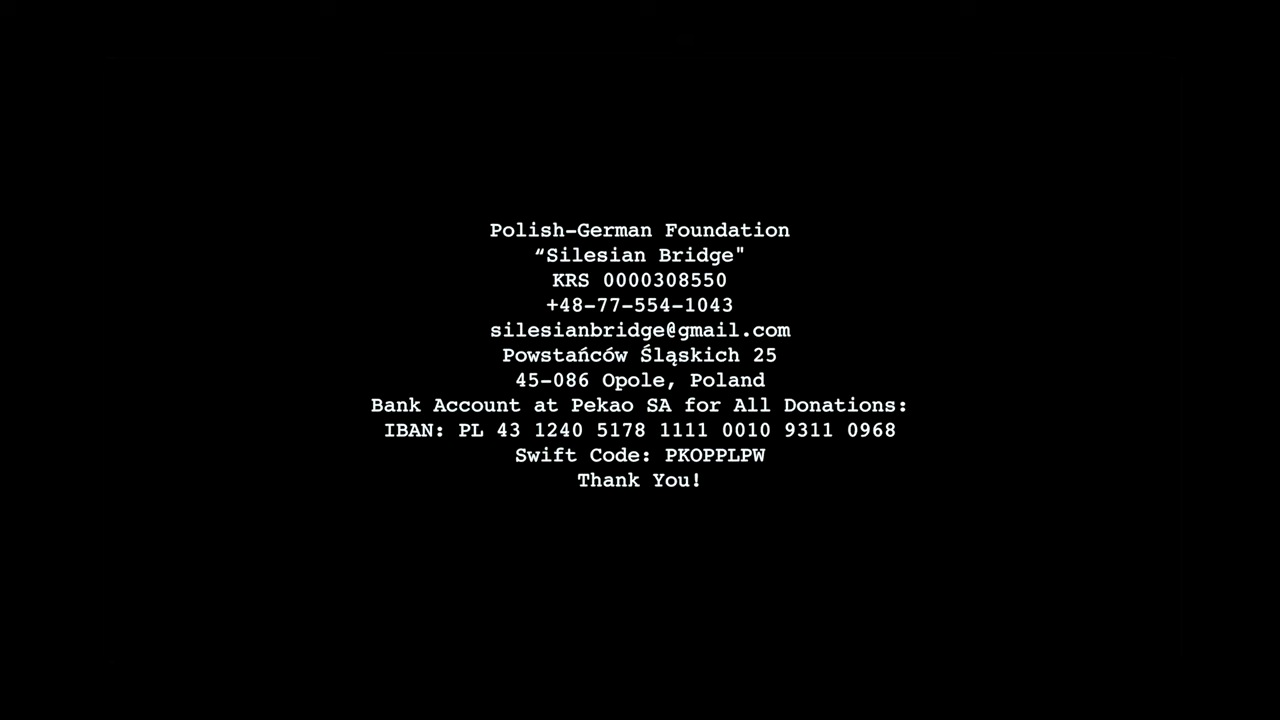 Polish-German Foundation
“Silesian Bridge"
KRS 0000308550
+48-77-554-1043
silesianbridge@gmail.com
Powstańców Śląskich 25
45-086 Opole, Poland
Bank Account at Pekao SA for All Donations:
IBAN: PL 43 1240 5178 1111 0010 9311 0968
Swift Code: PKOPPLPW
Thank You!